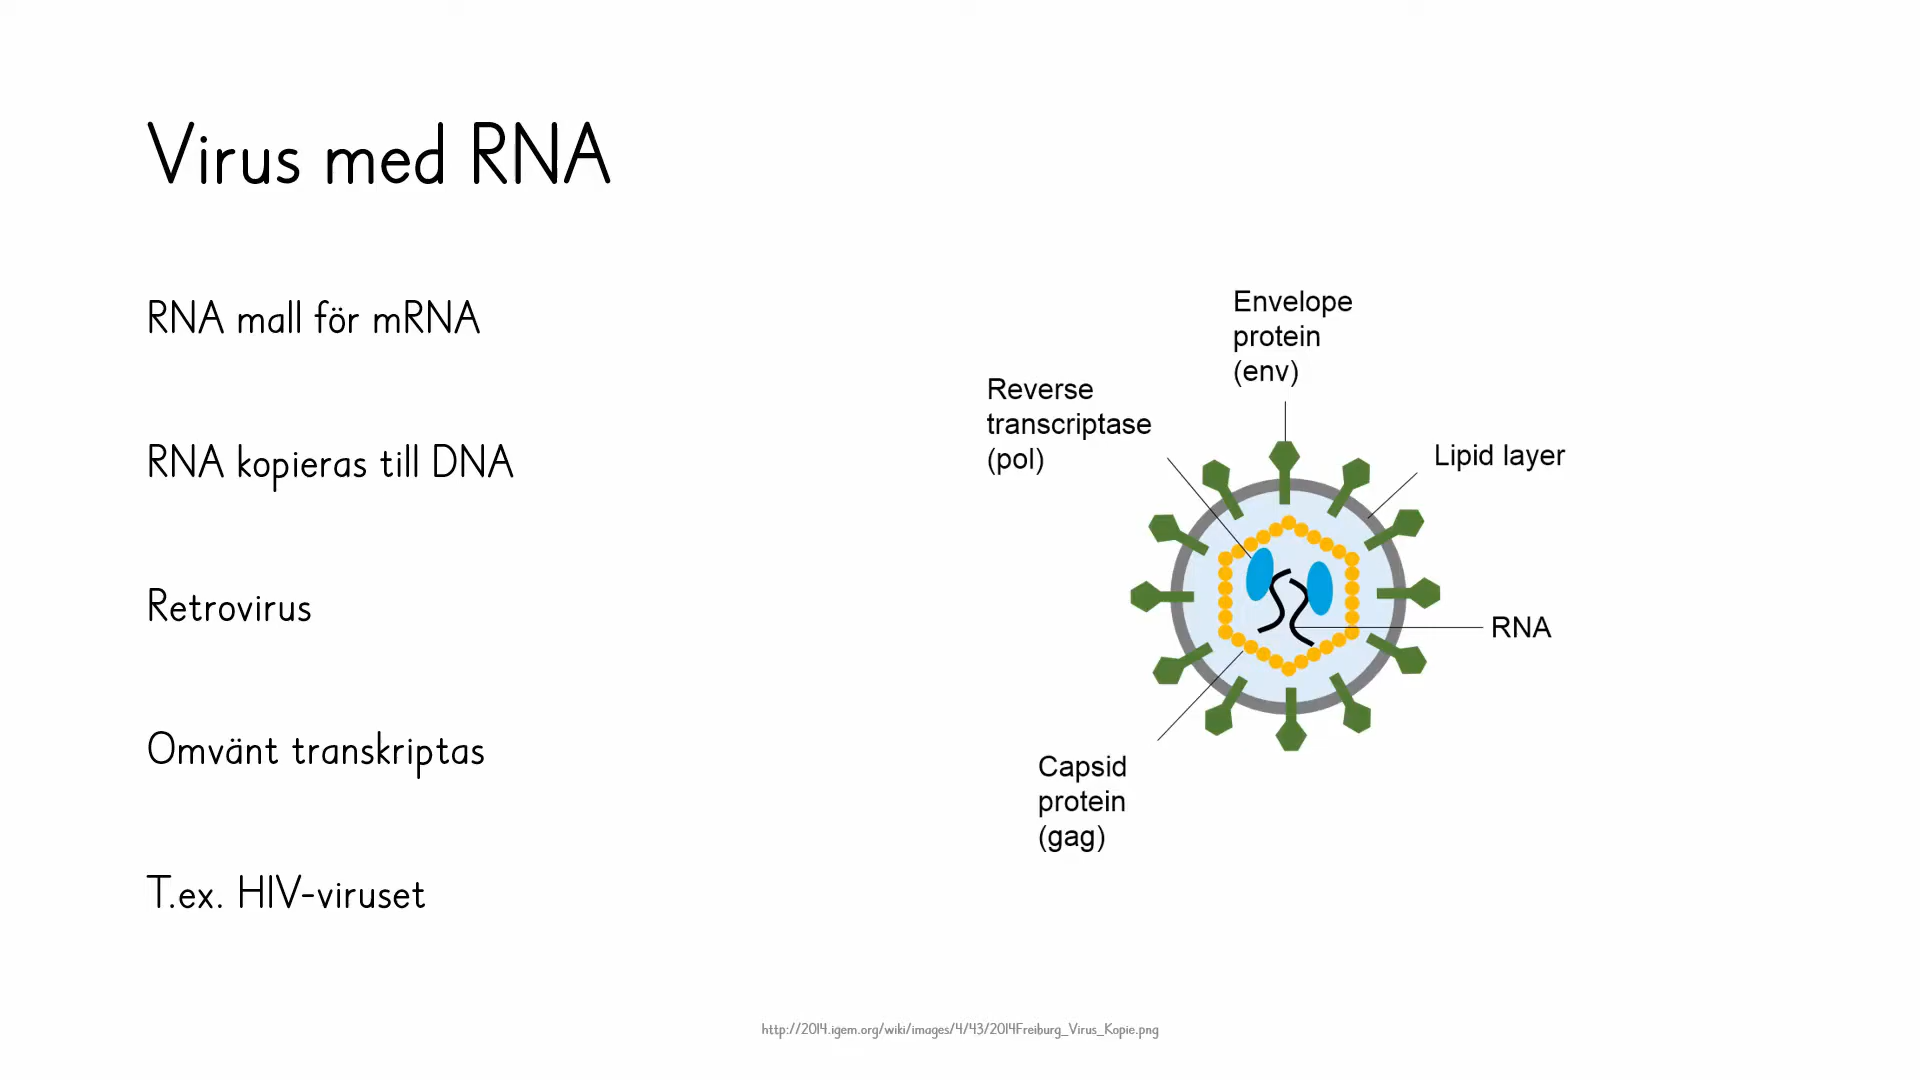 Virus med RNA
RNA mall för mRNA
RNA kopieras till DNA
Retrovirus
Omvänt transkriptas
T.ex. HIV-viruset
Envelope
protein
(env)
Reverse
transcriptase
(pol)
Lipid layer
RNA
Capsid
protein
(gag)
http://2014.igem.org/wiki/images/4/43/2014Freiburg_Virus_Kopie.png